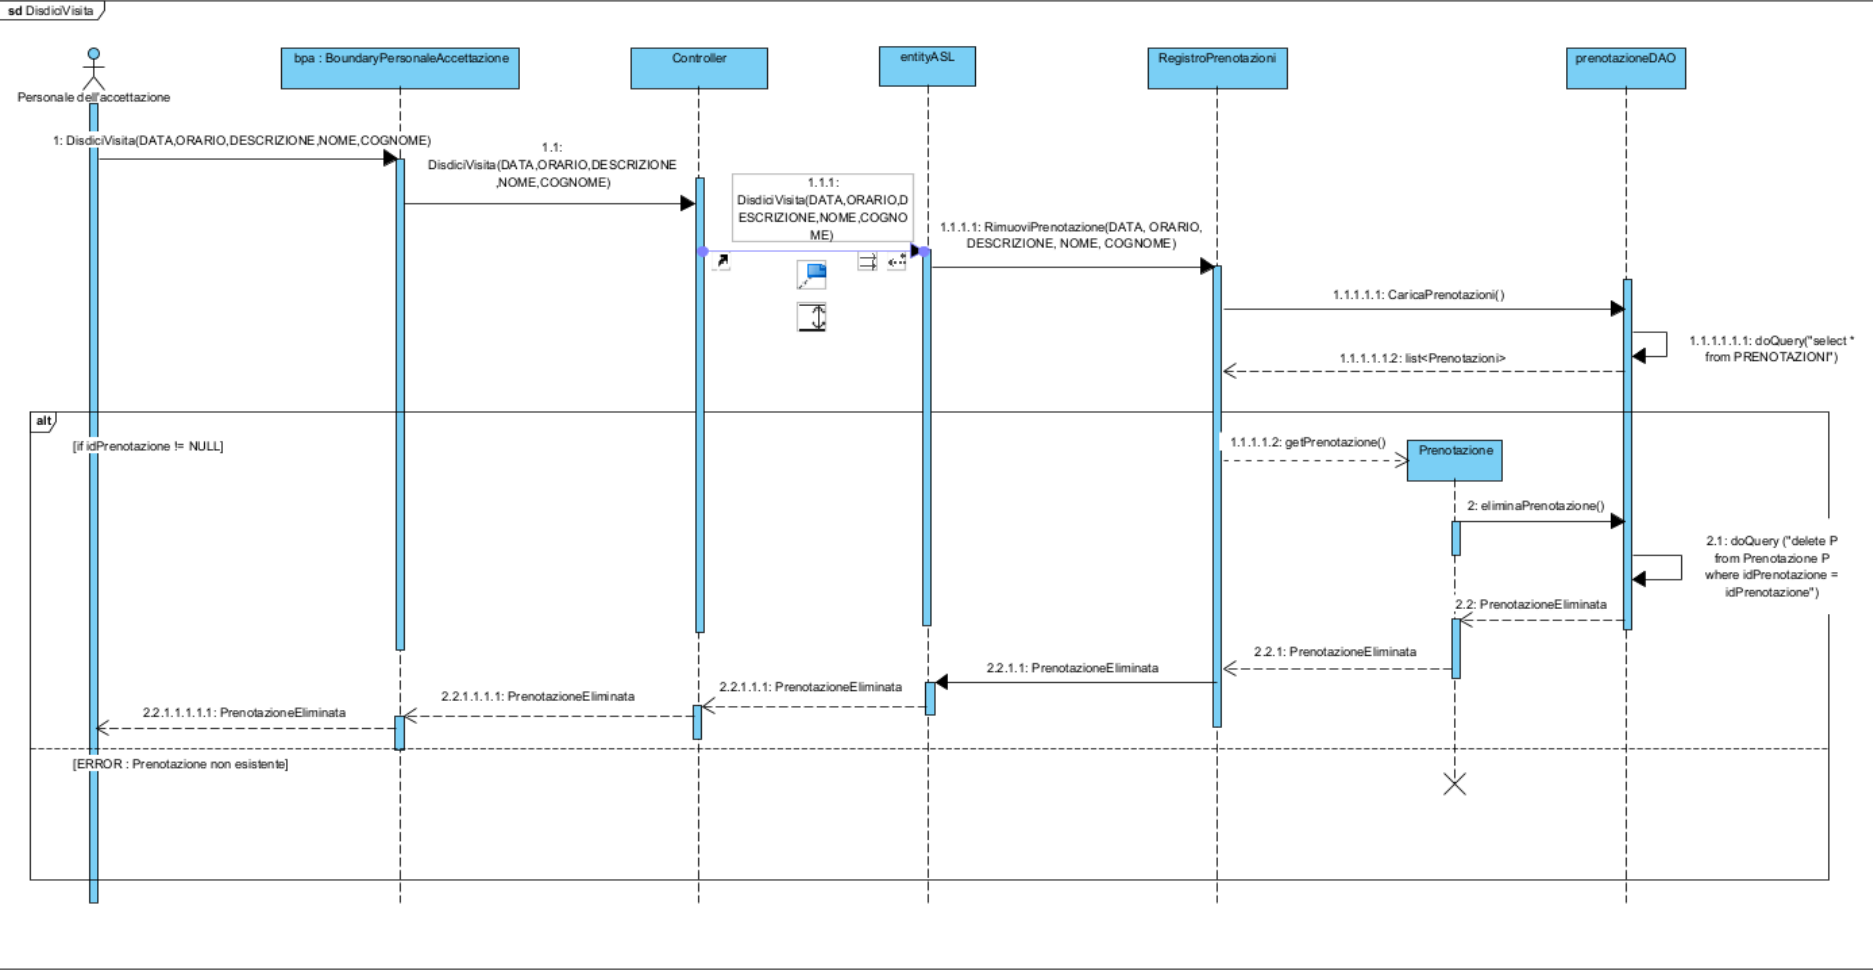 sd DisdiciVisita
Personale dell'accettazione
bpa : BoundaryPersonaleAccettazione
Controller
entityASL
RegistroPrenotazioni
prenotazioneDAO
1: DisdiciVisita(DATA,ORARIO,DESCRIZIONE,NOME,COGNOME)
1.1:
DisdiciVisita(DATA,ORARIO,DESCRIZIONE
,NOME,COGNOME)
1.1.1:
DisdiciVisita(DATA,ORARIO,D
ESCRIZIONE,NOME,COGNO
ME)
1.1.1.1: RimuoviPrenotazione(DATA, ORARIO,
DESCRIZIONE, NOME, COGNOME)
1.1.1.1.1: CaricaPrenotazioni()
1.1.1.1.1.1: doQuery("select *
from PRENOTAZIONI")
1.1.1.1.1.2: list<Prenotazioni>
alt
[if idPrenotazione != NULL]
1.1.1.1.2: getPrenotazione()
Prenotazione
2: eliminaPrenotazione()
2.1: doQuery ("delete P
from Prenotazione P
where idPrenotazione =
idPrenotazione")
2.2: PrenotazioneEliminata
2.2.1: PrenotazioneEliminata
2.2.1.1: PrenotazioneEliminata
2.2.1.1.1: PrenotazioneEliminata
2.2.1.1.1.1: PrenotazioneEliminata
2.2.1.1.1.1.1: PrenotazioneEliminata
[ERROR : Prenotazione non esistente]